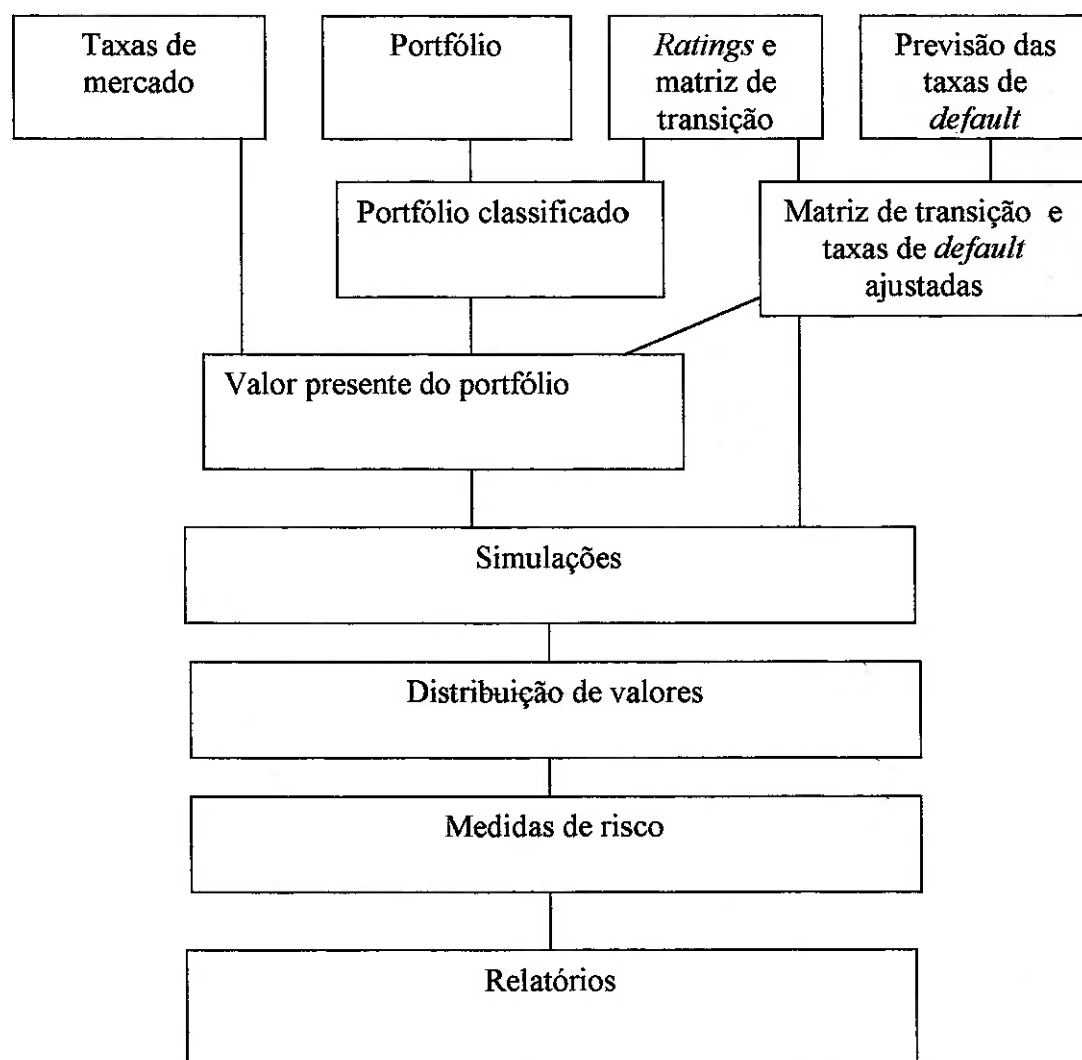 Taxas de
mercado
Portfólio
Ratings e
matriz de
transição
Previsão das
taxas de
default
Portfólio classificado
Matriz de transição e
taxas de default
ajustadas
Valor presente do portfólio
Simulações
Distribuição de valores
Medidas de risco
Relatórios